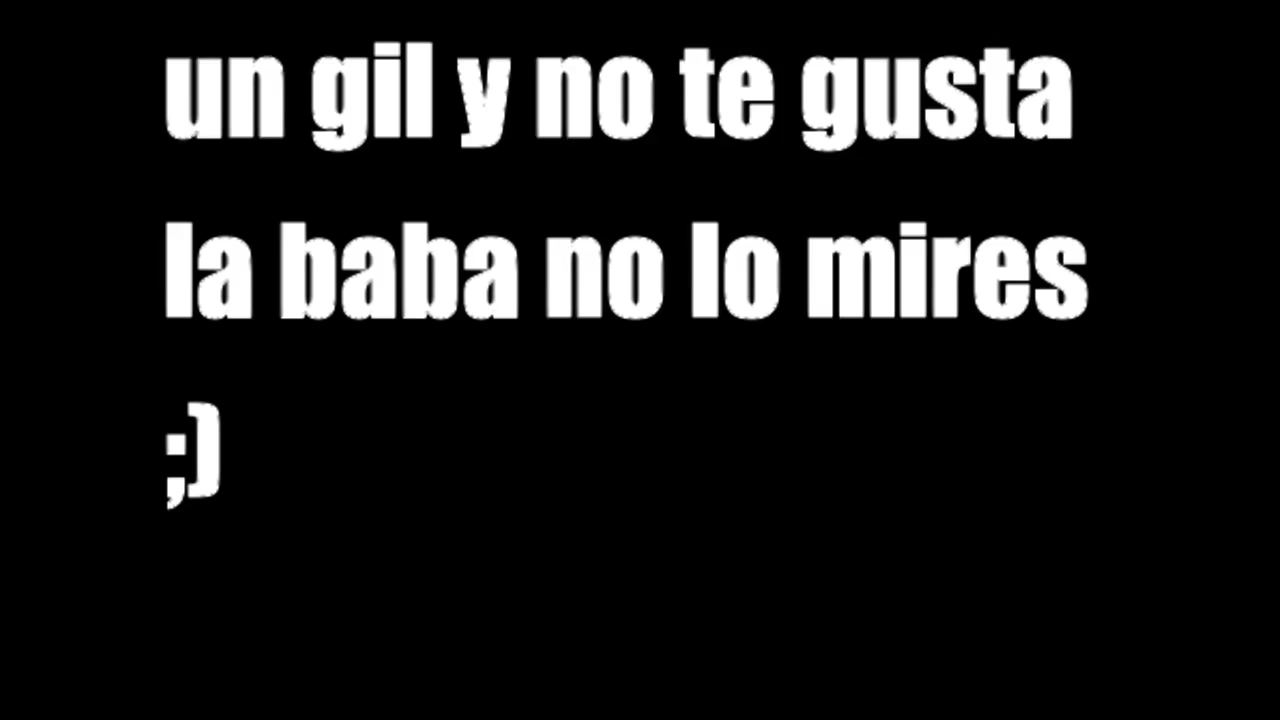 un gil y no te gusta
la baba no lo mires
;)